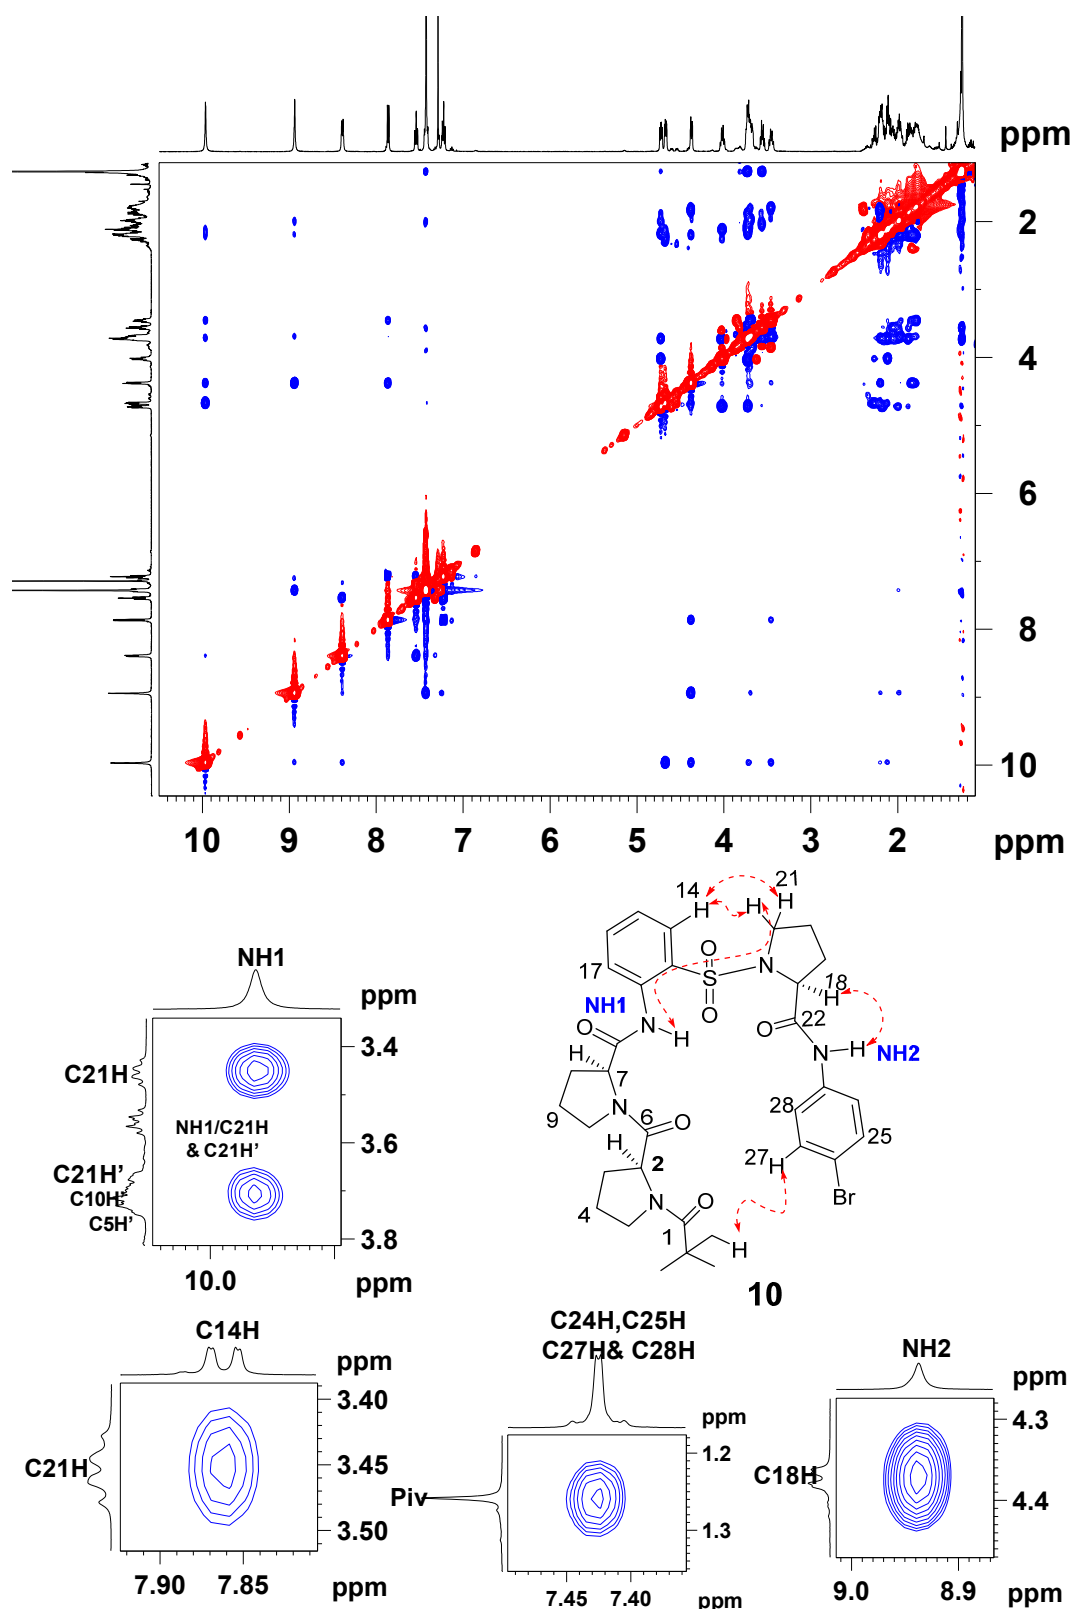 ppm
2
4
6
8
10
10 9 8 7 6 5 4 3 2 ppm
NH1
ppm
3.4
C21H
NH1/C21H
& C21H’
3.6
C21H’
C10H’
C5H’
3.8
10.0 ppm
21
14 H H
H
O
17 S N
O
18
H
NH1
O N H
22
O
N H NH2
H
7
9 N 6
O
28
25
H 2
27
H
Br
4 N O
1
H
10
C14H
ppm
3.40
C21H 3.45
3.50
7.90 7.85 ppm
C24H,C25H
C27H& C28H
ppm
1.2
Piv
1.3
7.45 7.40 ppm
NH2
ppm
4.3
C18H
4.4
9.0 8.9 ppm